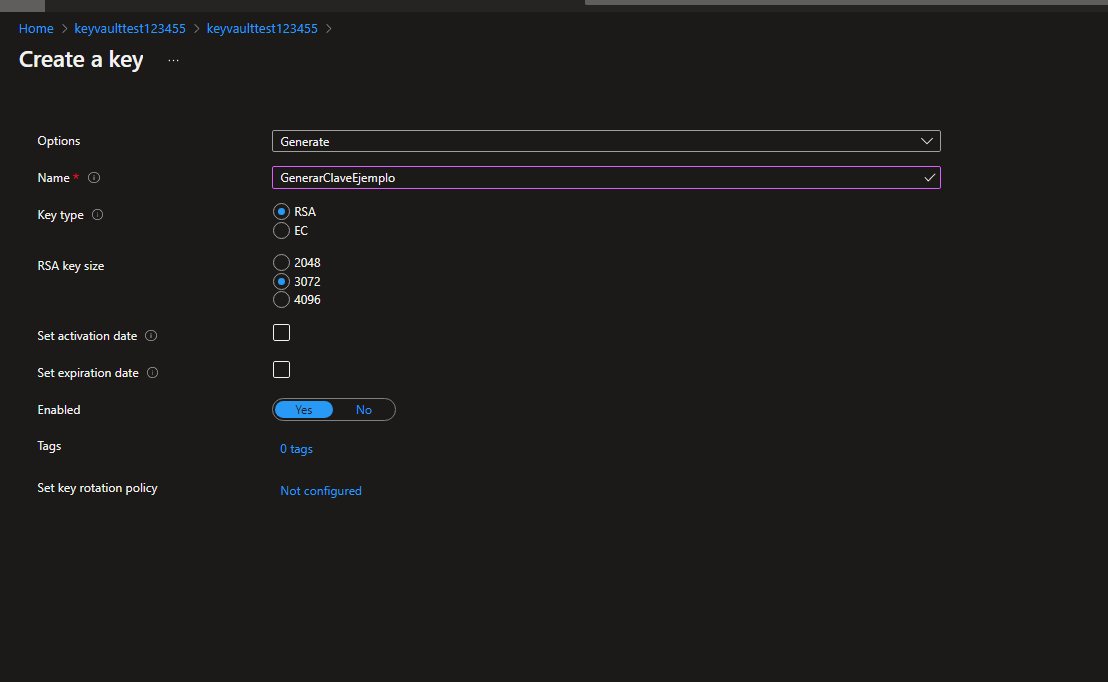 Home > keyvaulttest123455 > keyvaulttest123455 >
Create a key ...
Options Generate
Name * GenerarClaveEjemplo
Key type RSA
EC
RSA key size 2048
3072
4096
Set activation date
Set expiration date
Enabled Yes No
Tags 0 tags
Set key rotation policy Not configured